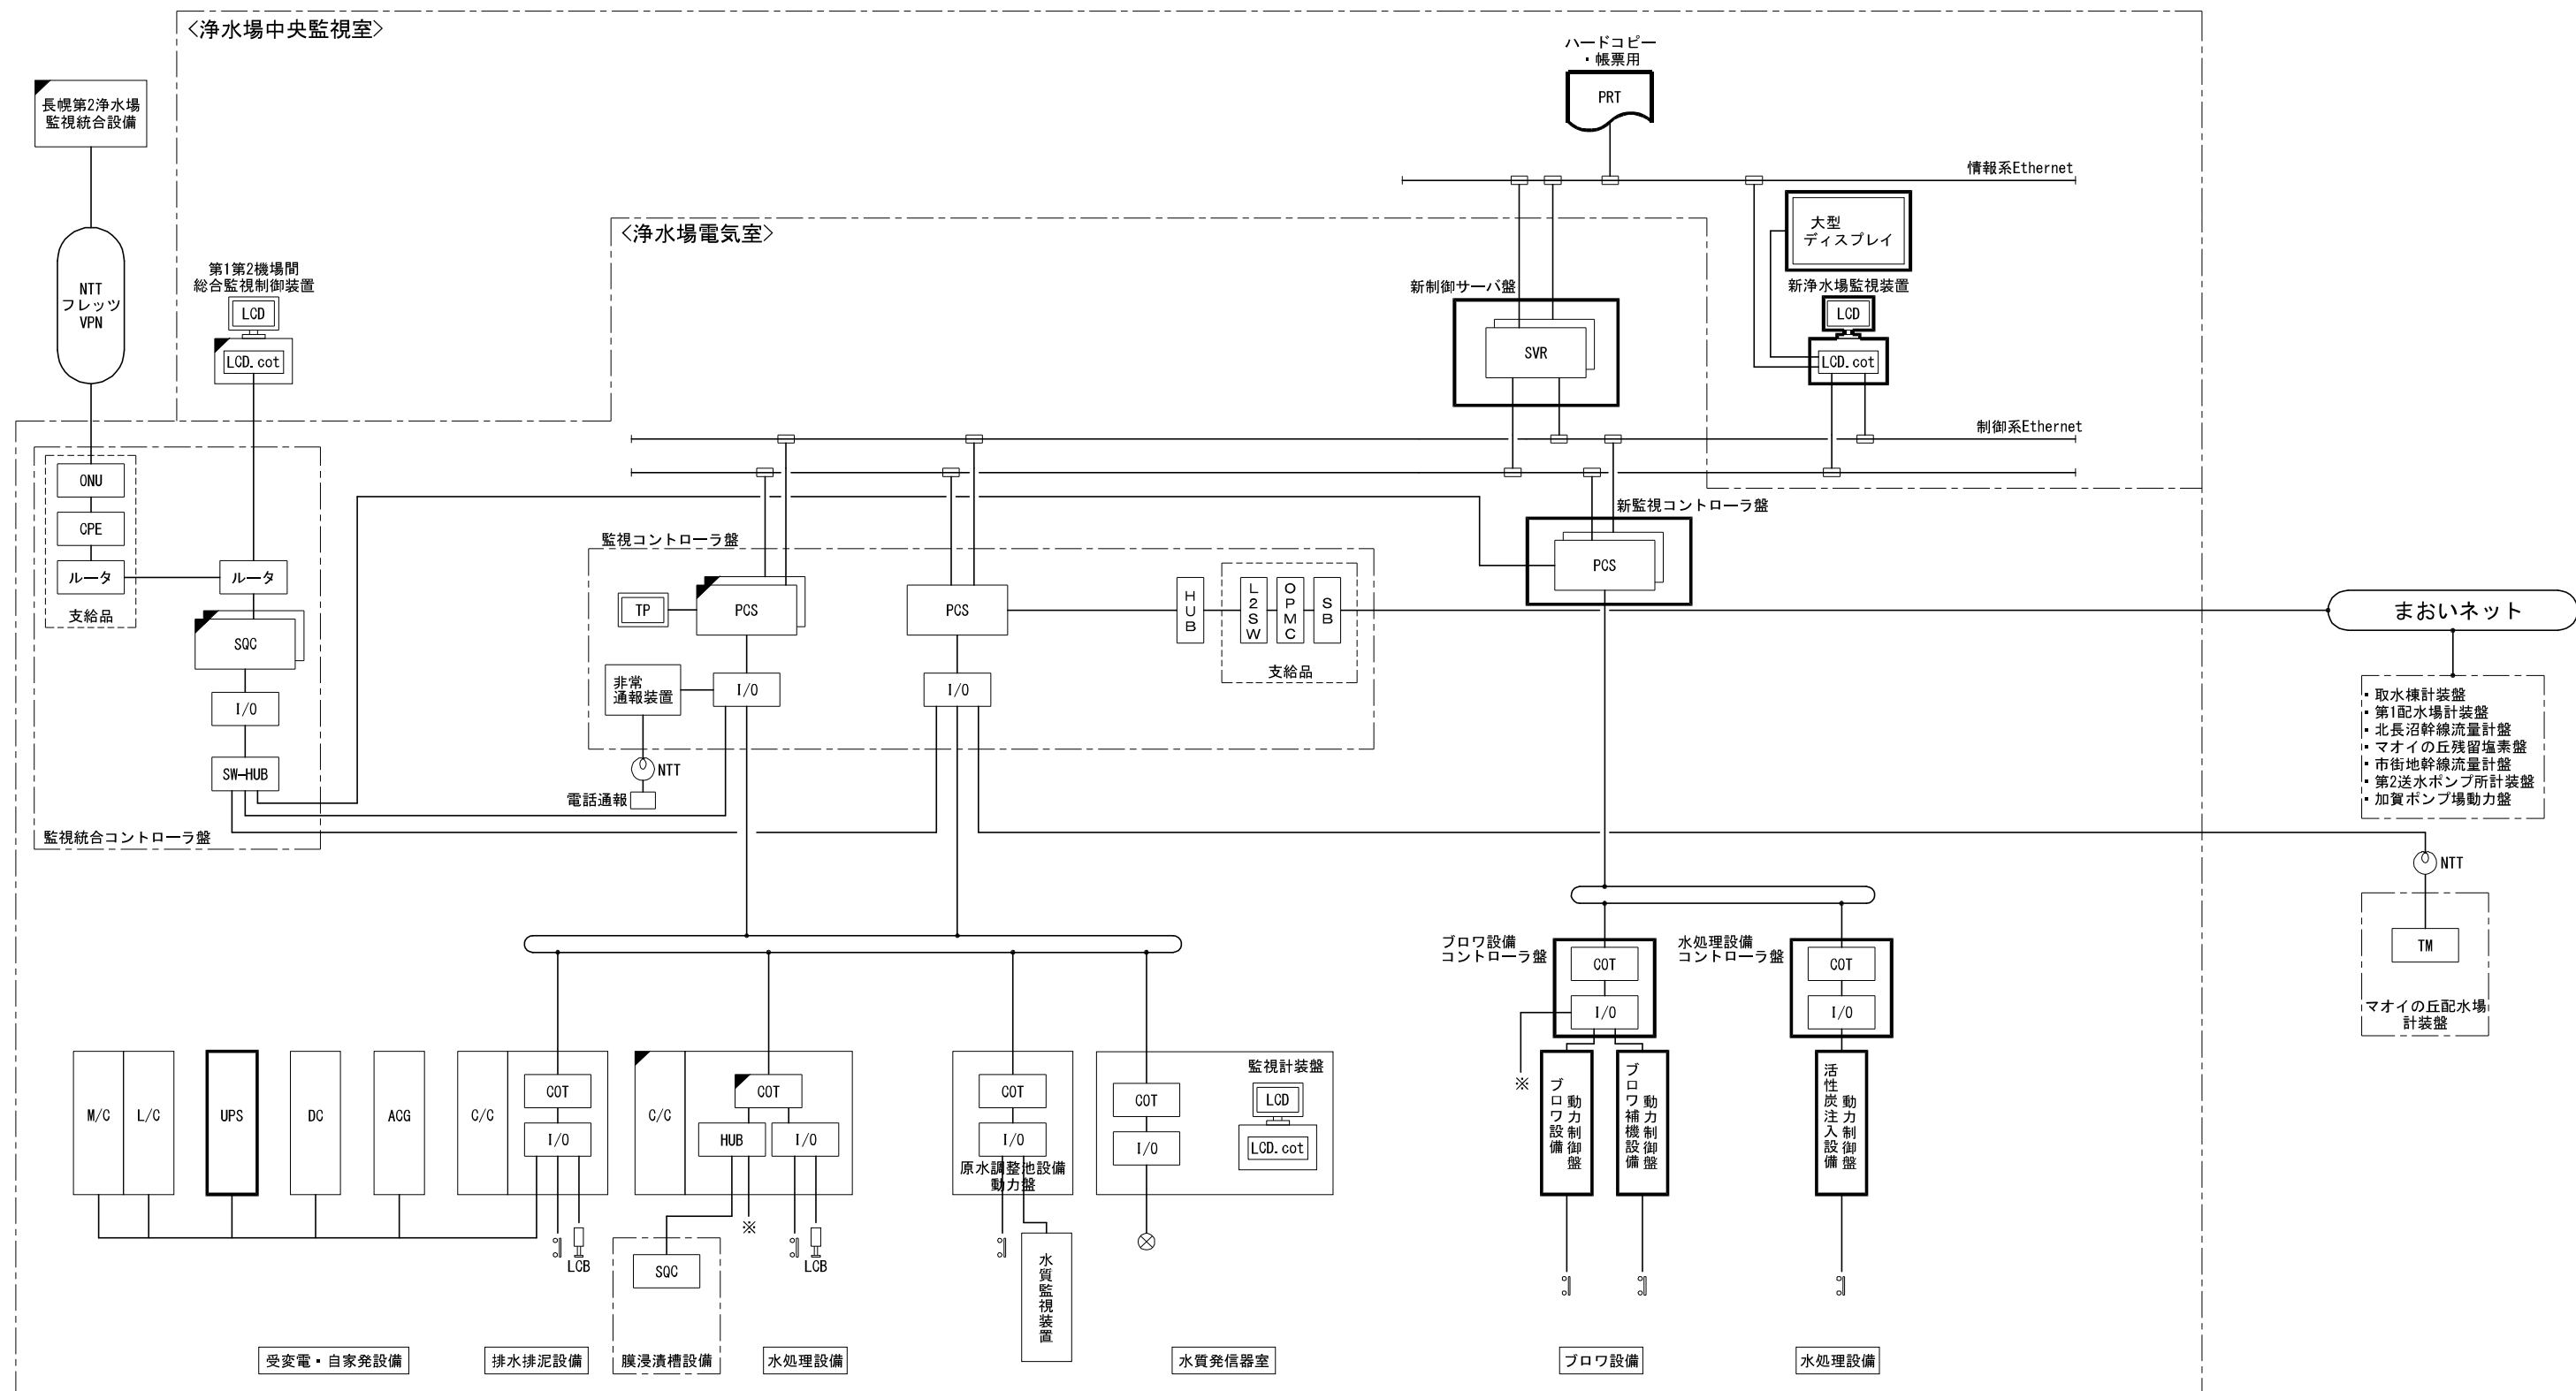 〈浄水場中央監視室〉
ハードコピー
・帳票用
PRT
長幌第2浄水場
監視統合設備
情報系Ethernet
〈浄水場電気室〉
大型
ディスプレイ
NTT
フレッツ
VPN
第1第2機場間
総合監視制御装置
LCD
LCD.cot
新制御サーバ盤
SVR
新浄水場監視装置
LCD
LCD.cot
制御系Ethernet
ONU
CPE
ルータ
支給品
ルータ
SQC
I/O
SW-HUB
監視統合コントローラ盤
監視コントローラ盤
TP
PCS
非常
通報装置
I/O
NTT
電話通報
PCS
I/O
HUB
L2SW
OPMC
SB
支給品
新監視コントローラ盤
PCS
まおいネット
・取水棟計装盤
・第1配水場計装盤
・北長沼幹線流量計盤
・マオイの丘残留塩素盤
・市街地幹線流量計盤
・第2送水ポンプ所計装盤
・加賀ポンプ場動力盤
NTT
TM
マオイの丘配水場
計装盤
ブロワ設備
コントローラ盤
COT
I/O
水処理設備
コントローラ盤
COT
I/O
M/C
L/C
UPS
DC
ACG
C/C
COT
I/O
LCB
C/C
COT
HUB
I/O
※
LCB
SQC
COT
I/O
原水調整池設備
動力盤
水質監視装置
COT
I/O
監視計装盤
LCD
LCD.cot
※
ブロワ設備
動力制御盤
ブロワ補機設備
動力制御盤
活性炭注入設備
動力制御盤
受変電・自家発設備
排水排泥設備
膜浸漬槽設備
水処理設備
水質発信器室
ブロワ設備
水処理設備